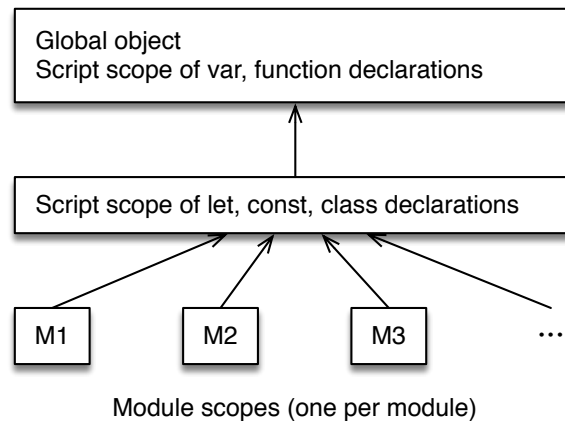 Global object
Script scope of var, function declarations
Script scope of let, const, class declarations
M1
M2
M3
...
Module scopes (one per module)